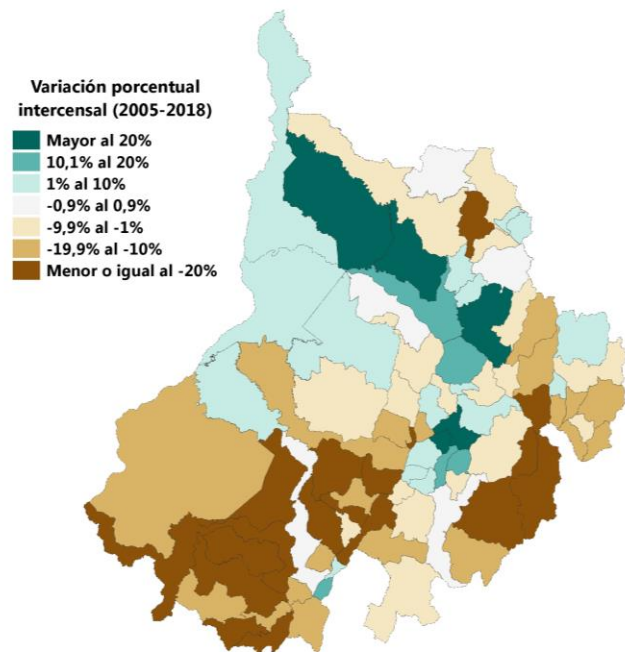 Variación porcentual
intercensal (2005-2018)
Mayor al 20%
10,1% al 20%
1% al 10%
-0,9% al 0,9%
-9,9% al -1%
-19,9% al -10%
Menor o igual al -20%